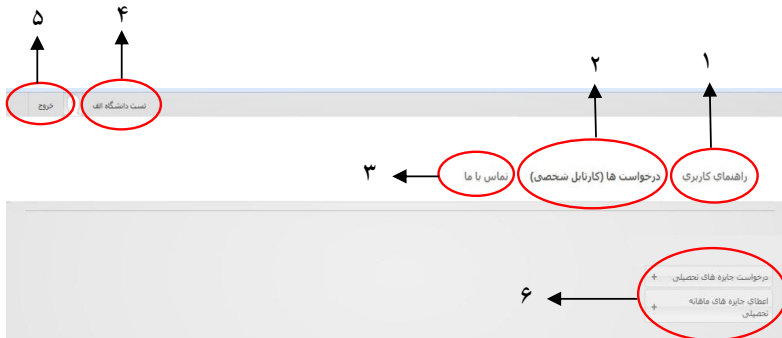 ۵
۴
۲
۱
خروج
تست دانشگاه الف
راهنمای کاربری
درخواست ها (کارتابل شخصی)
تماس با ما
۳
درخواست جایزه های تحصیلی +
اعطای جایزه های ماهانه
تحصیلی +
۶